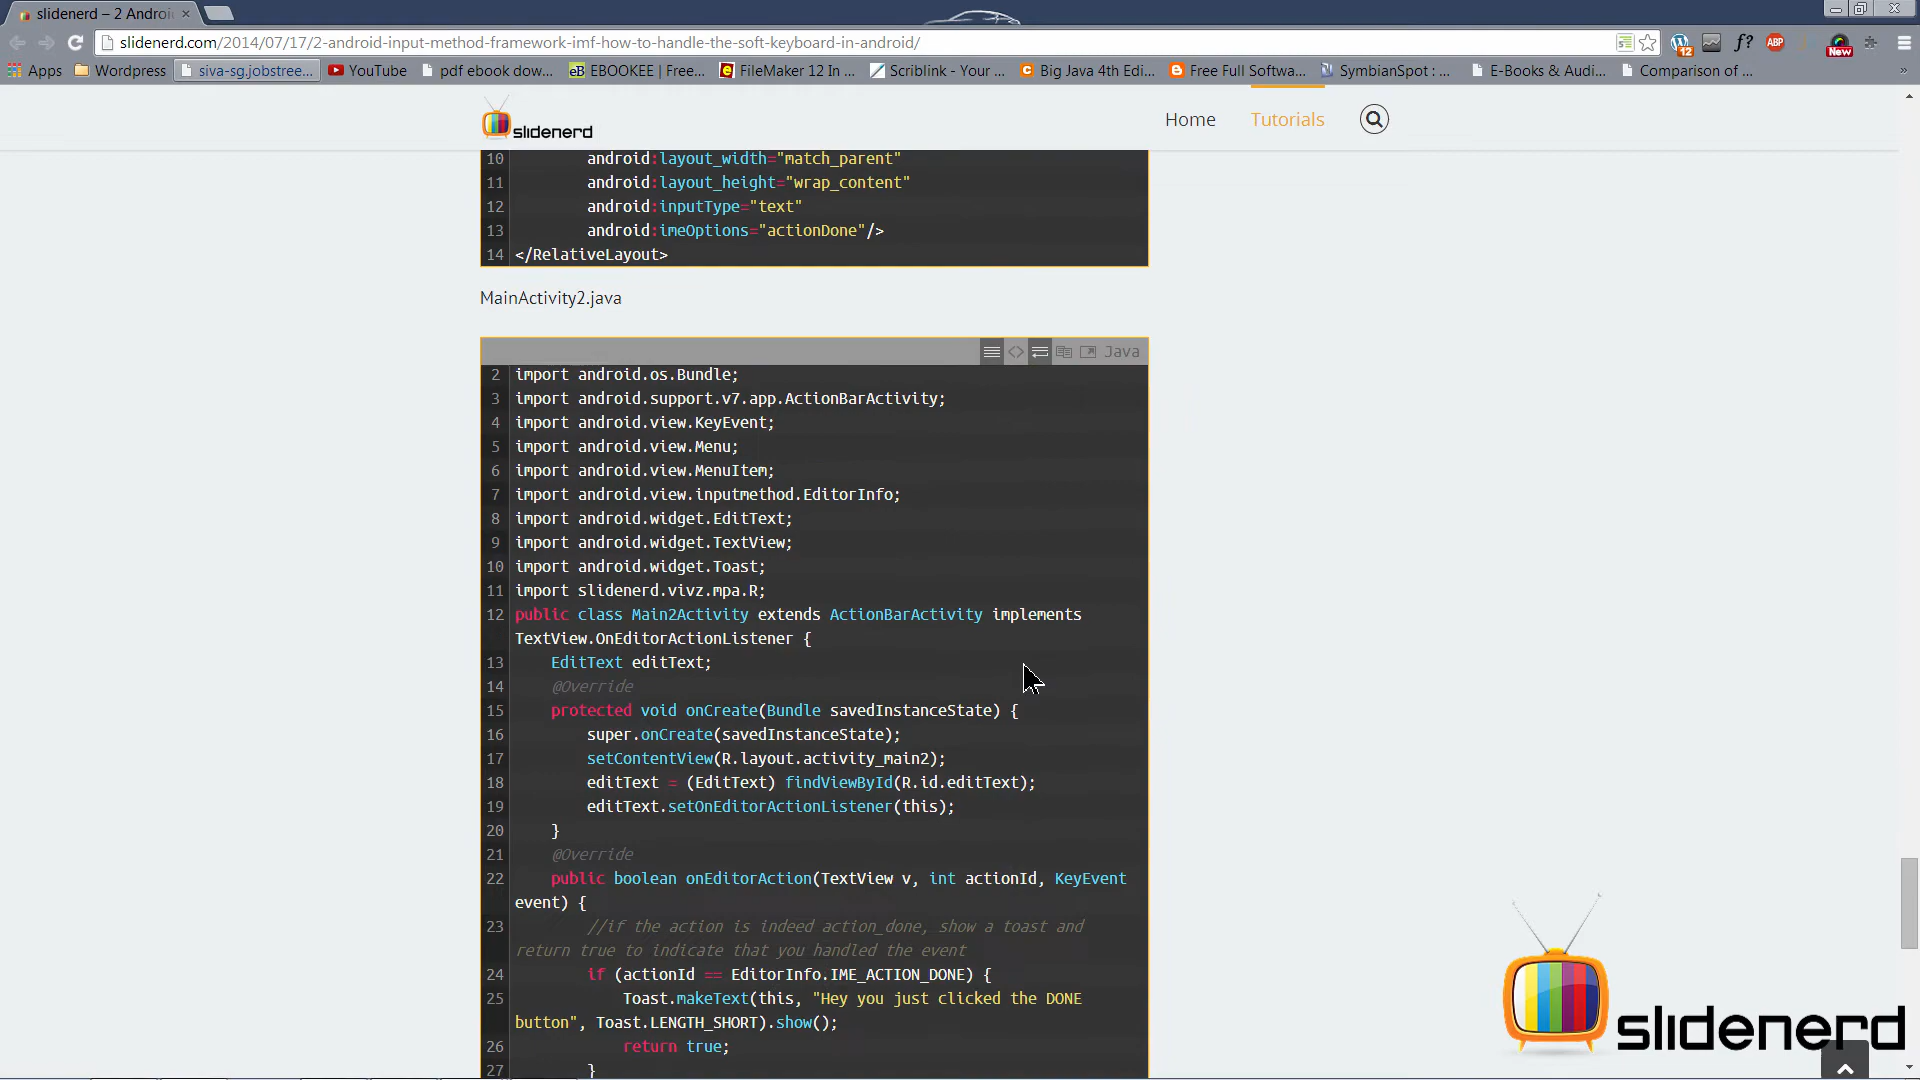 slidenerd – 2 Androi
slidenerd.com/2014/07/17/2-android-input-method-framework-imf-how-to-handle-the-soft-keyboard-in-android/
12
f?
ABP
New
Apps
Wordpress
siva-sg.jobstree...
YouTube
pdf ebook dow...
eB EBOOKEE | Free...
FileMaker 12 In ...
Scriblink - Your ...
Big Java 4th Edi...
Free Full Softwa...
SymbianSpot : ...
E-Books & Audi...
Comparison of ...
»
slidenerd
Home
Tutorials
10 android:layout_width="match_parent"
11 android:layout_height="wrap_content"
12 android:inputType="text"
13 android:imeOptions="actionDone"/>
14 </RelativeLayout>
MainActivity2.java
Java
2 import android.os.Bundle;
3 import android.support.v7.app.ActionBarActivity;
4 import android.view.KeyEvent;
5 import android.view.Menu;
6 import android.view.MenuItem;
7 import android.view.inputmethod.EditorInfo;
8 import android.widget.EditText;
9 import android.widget.TextView;
10 import android.widget.Toast;
11 import slidenerd.vivz.mpa.R;
12 public class Main2Activity extends ActionBarActivity implements
TextView.OnEditorActionListener {
13 EditText editText;
14 @Override
15 protected void onCreate(Bundle savedInstanceState) {
16 super.onCreate(savedInstanceState);
17 setContentView(R.layout.activity_main2);
18 editText = (EditText) findViewById(R.id.editText);
19 editText.setOnEditorActionListener(this);
20 }
21 @Override
22 public boolean onEditorAction(TextView v, int actionId, KeyEvent
event) {
23 //if the action is indeed action_done, show a toast and
return true to indicate that you handled the event
24 if (actionId == EditorInfo.IME_ACTION_DONE) {
25 Toast.makeText(this, "Hey you just clicked the DONE
button", Toast.LENGTH_SHORT).show();
26 return true;
27 }
slidenerd